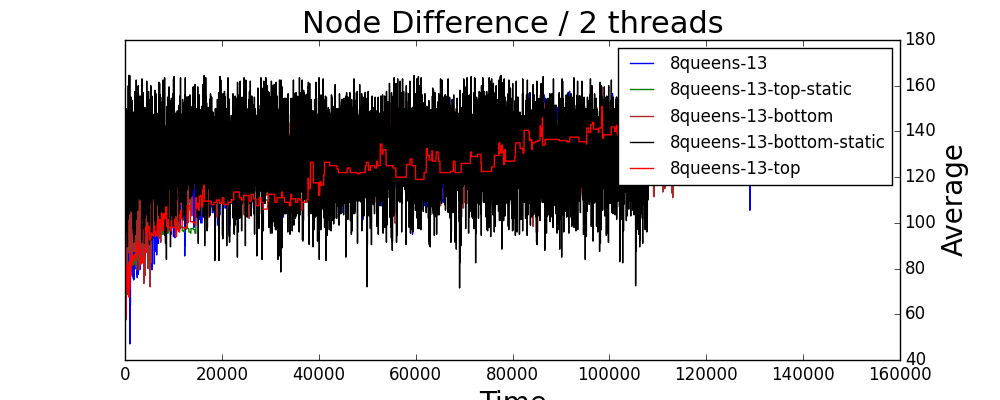 Node Difference / 2 threads
8queens-13
8queens-13-top-static
8queens-13-bottom
8queens-13-bottom-static
8queens-13-top
180
160
140
120
100
80
60
40
Average
0 20000 40000 60000 80000 100000 120000 140000 160000
Time